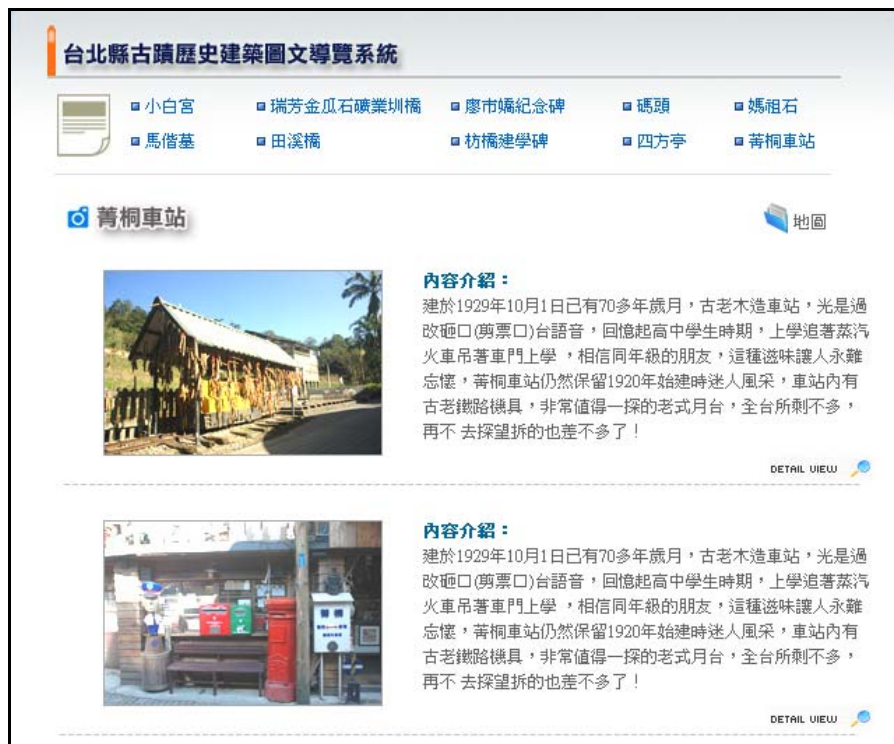 台北縣古蹟歷史建築圖文導覽系統
小白宮 瑞芳金瓜石礦業圳橋 廖市嬌紀念碑 碼頭 媽祖石
馬偕墓 田溪橋 枋橋建學碑 四方亭 菁桐車站
菁桐車站 地圖
內容介紹：
建於1929年10月1日已有70多年歲月，古老木造車站，光是過
改砸口(剪票口)台語音，回憶起高中學生時期，上學追著蒸汽
火車吊著車門上學 ，相信同年級的朋友，這種滋味讓人永難
忘懷，菁桐車站仍然保留1920年始建時迷人風采，車站內有
古老鐵路機具，非常值得一探的老式月台，全台所剩不多，
再不 去探望拆的也差不多了！
DETAIL VIEW
內容介紹：
建於1929年10月1日已有70多年歲月，古老木造車站，光是過
改砸口(剪票口)台語音，回憶起高中學生時期，上學追著蒸汽
火車吊著車門上學 ，相信同年級的朋友，這種滋味讓人永難
忘懷，菁桐車站仍然保留1920年始建時迷人風采，車站內有
古老鐵路機具，非常值得一探的老式月台，全台所剩不多，
再不 去探望拆的也差不多了！
菁桐
DETAIL VIEW